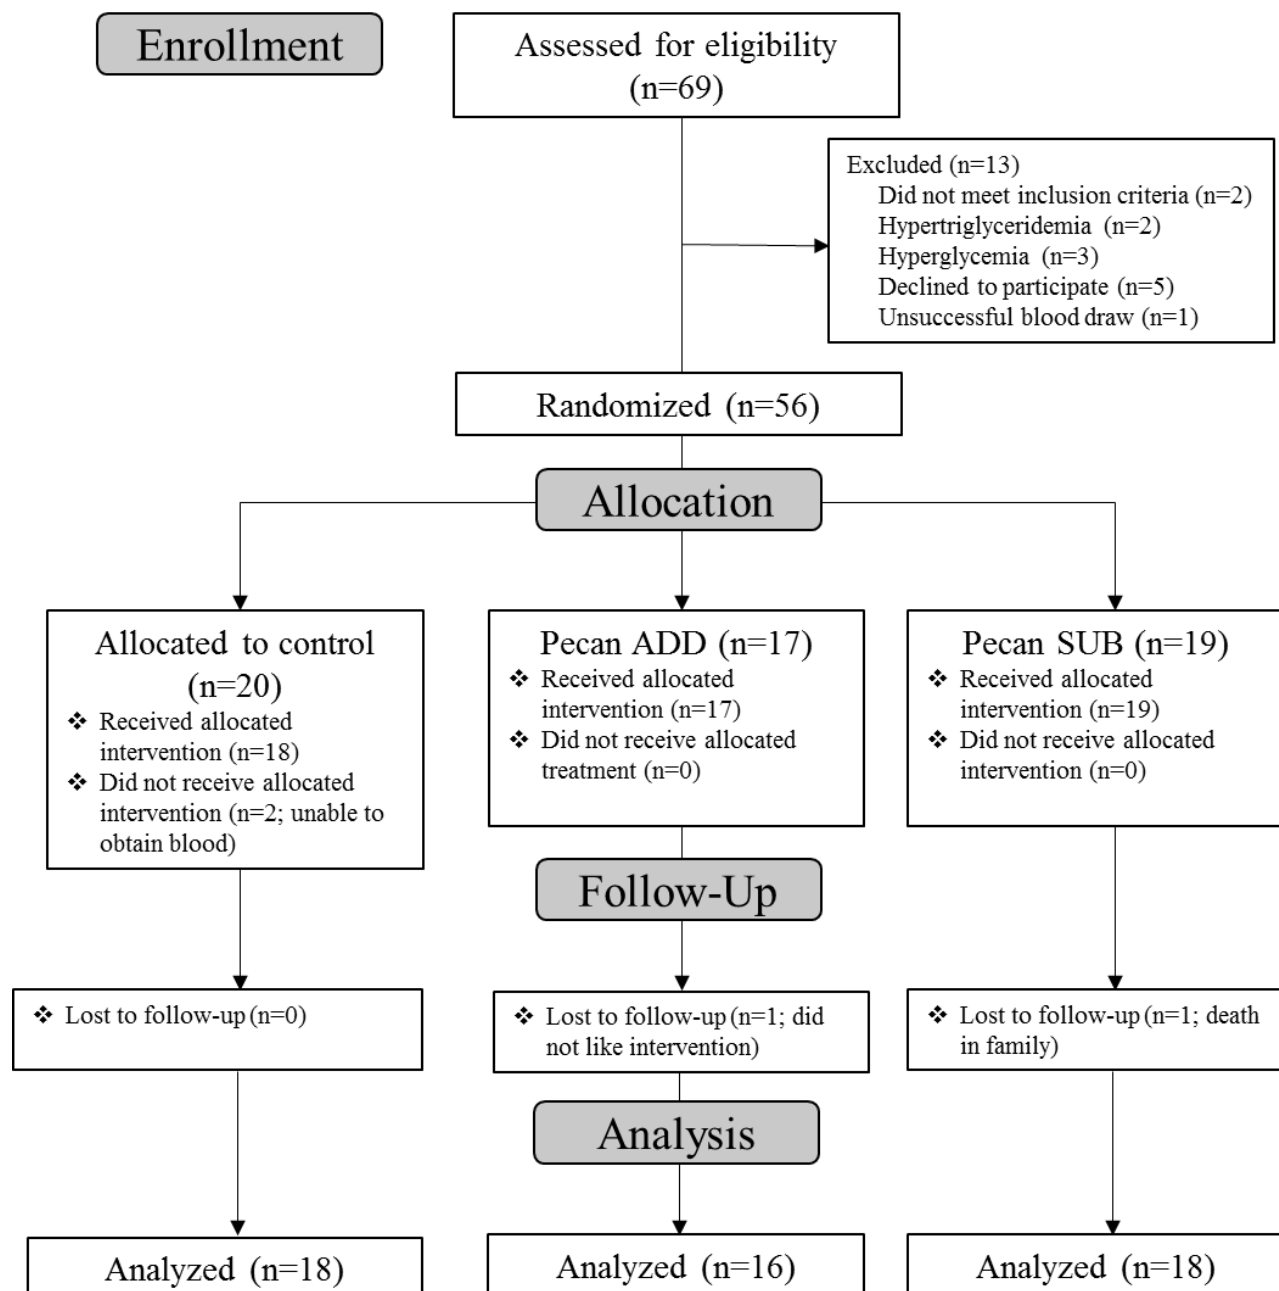 Enrollment
Assessed for eligibility
(n=69)
Excluded (n=13)
Did not meet inclusion criteria (n=2)
Hypertriglyceridemia (n=2)
Hyperglycemia (n=3)
Declined to participate (n=5)
Unsuccessful blood draw (n=1)
Randomized (n=56)
Allocation
Allocated to control
(n=20)
❖ Received allocated
intervention (n=18)
❖ Did not receive allocated
intervention (n=2; unable to
obtain blood)
Pecan ADD (n=17)
❖ Received allocated
intervention (n=17)
❖ Did not receive allocated
treatment (n=0)
Pecan SUB (n=19)
❖ Received allocated
intervention (n=19)
❖ Did not receive allocated
intervention (n=0)
Follow-Up
❖ Lost to follow-up (n=0)
❖ Lost to follow-up (n=1; did
not like intervention)
❖ Lost to follow-up (n=1; death
in family)
Analysis
Analyzed (n=18)
Analyzed (n=16)
Analyzed (n=18)